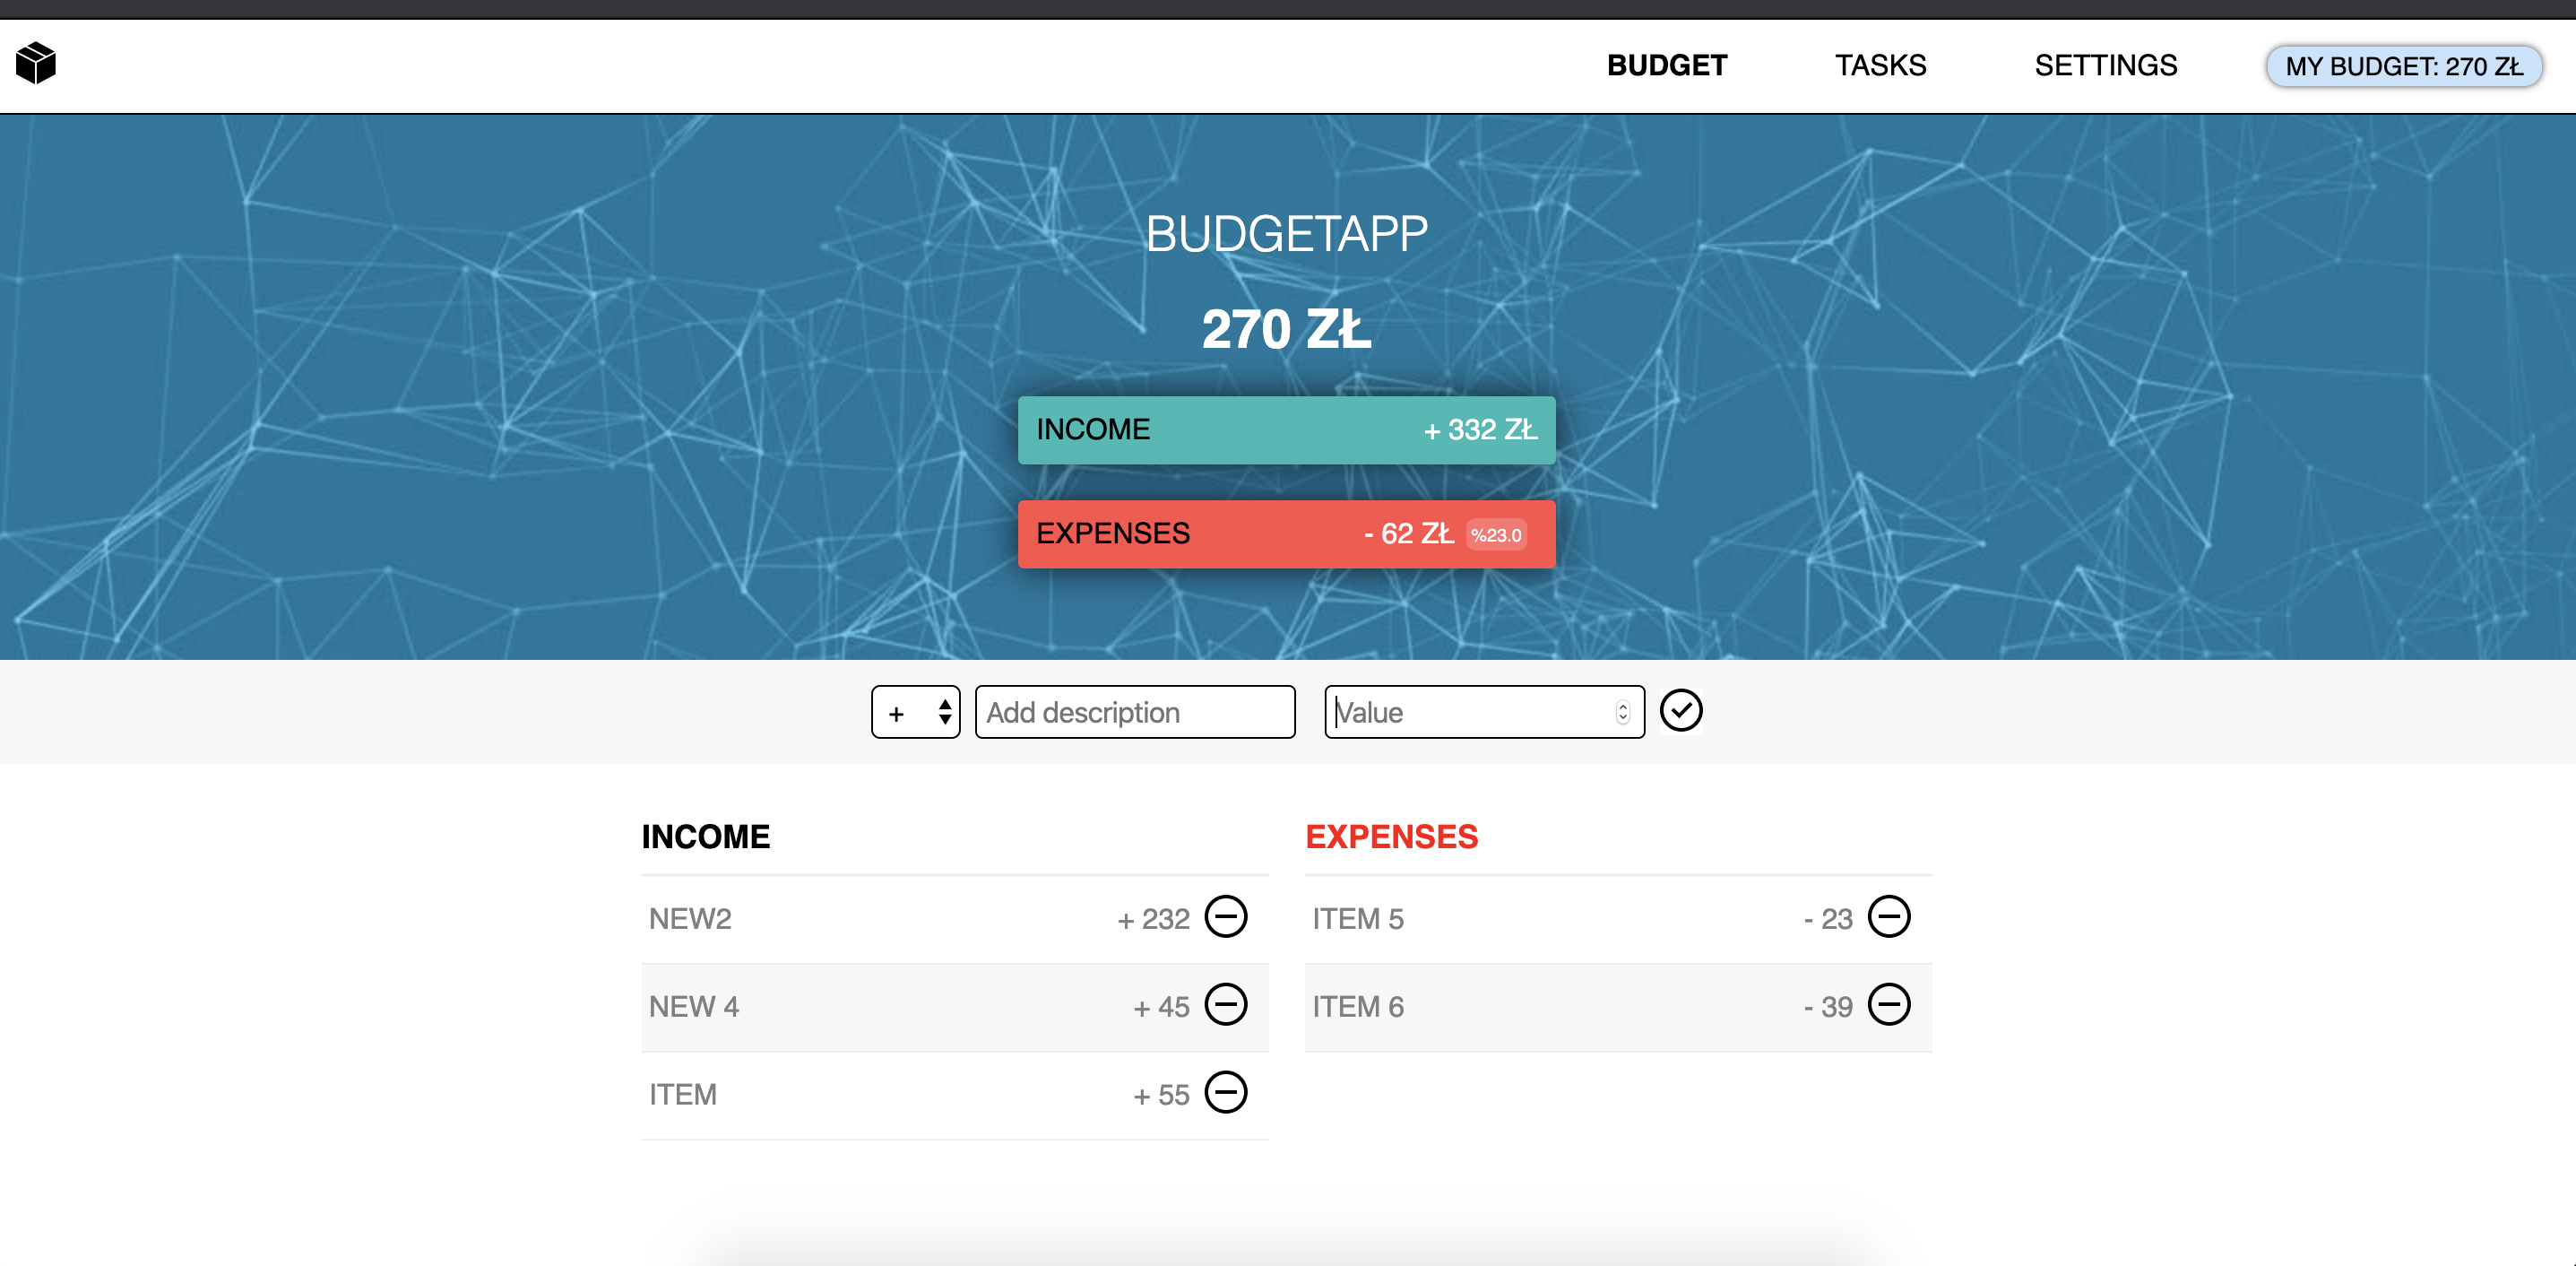 BUDGET TASKS SETTINGS MY BUDGET: 270 ZŁ
BUDGETAPP
270 ZŁ
INCOME + 332 ZŁ
EXPENSES - 62 ZŁ %23.0
+ Add description Value
INCOME
NEW2 + 232
NEW 4 + 45
ITEM + 55
EXPENSES
ITEM 5 - 23
ITEM 6 - 39